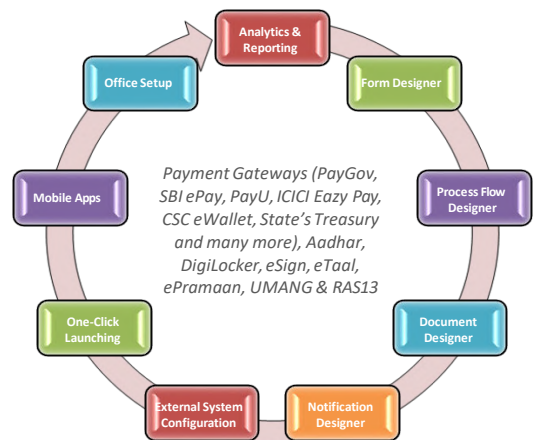 Analytics &
Reporting
Form Designer
Process Flow
Designer
Document
Designer
Notification
Designer
External System
Configuration
One-Click
Launching
Mobile Apps
Office Setup
Payment Gateways (PayGov,
SBI ePay, PayU, ICICI Eazy Pay,
CSC eWallet, State's Treasury
and many more), Aadhar,
DigiLocker, eSign, eTaal,
ePramaan, UMANG & RAS13